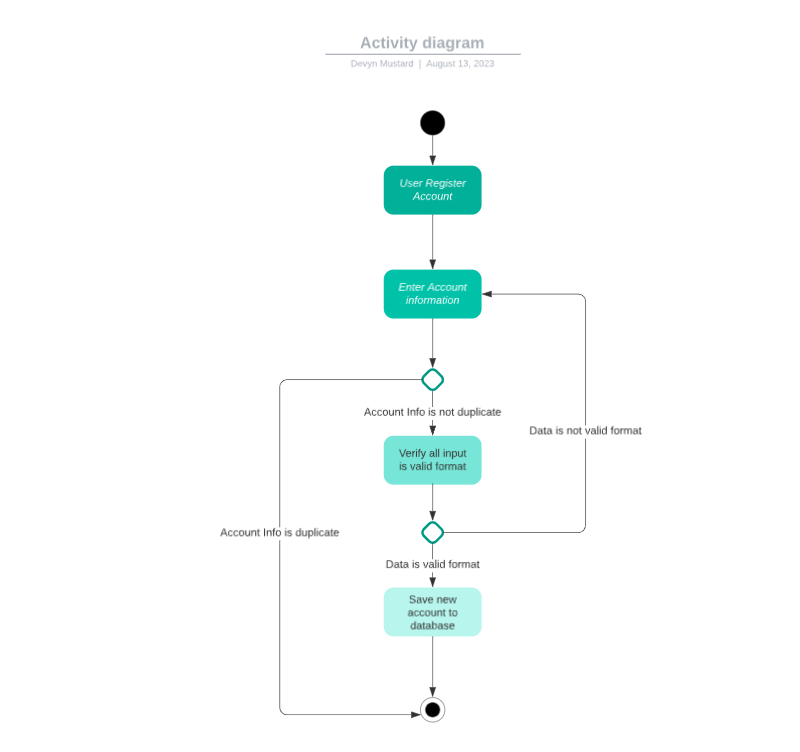 Activity diagram
Devyn Mustard | August 13, 2023
User Register
Account
Enter Account
information
Account Info is not duplicate
Data is not valid format
Verify all input
is valid format
Account Info is duplicate
Data is valid format
Save new
account to
database